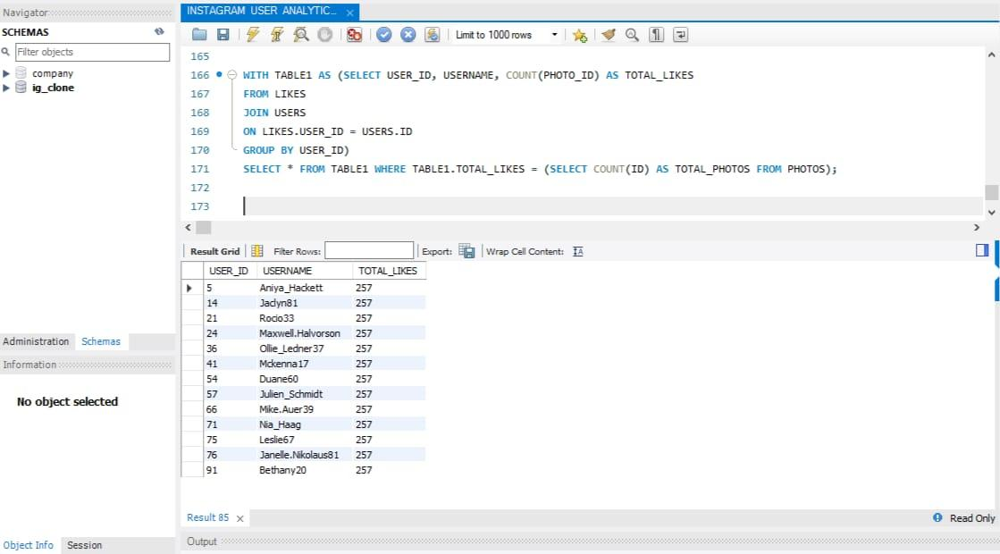 Navigator
INSTAGRAM USER ANALYTIC...
SCHEMAS
Limit to 1000 rows
Filter objects
company
ig_clone
165
166 WITH TABLE1 AS (SELECT USER_ID, USERNAME, COUNT(PHOTO_ID) AS TOTAL_LIKES
167 FROM LIKES
168 JOIN USERS
169 ON LIKES.USER_ID = USERS.ID
170 GROUP BY USER_ID)
171 SELECT * FROM TABLE1 WHERE TABLE1.TOTAL_LIKES = (SELECT COUNT(ID) AS TOTAL_PHOTOS FROM PHOTOS);
172
173
Result Grid Filter Rows: Export: Wrap Cell Content:
USER_ID USERNAME TOTAL_LIKES
5 Aniya_Hackett 257
14 Jaclyn81 257
21 Rocio33 257
24 Maxwell.Halvorson 257
36 Ollie_Ledner37 257
41 Mckenna17 257
54 Duane60 257
57 Julien_Schmidt 257
66 Mike.Auer39 257
71 Nia_Haag 257
75 Leslie67 257
76 Janelle.Nikolaus81 257
91 Bethany20 257
Administration Schemas
Information
No object selected
Result 85
Read Only
Object Info Session
Output